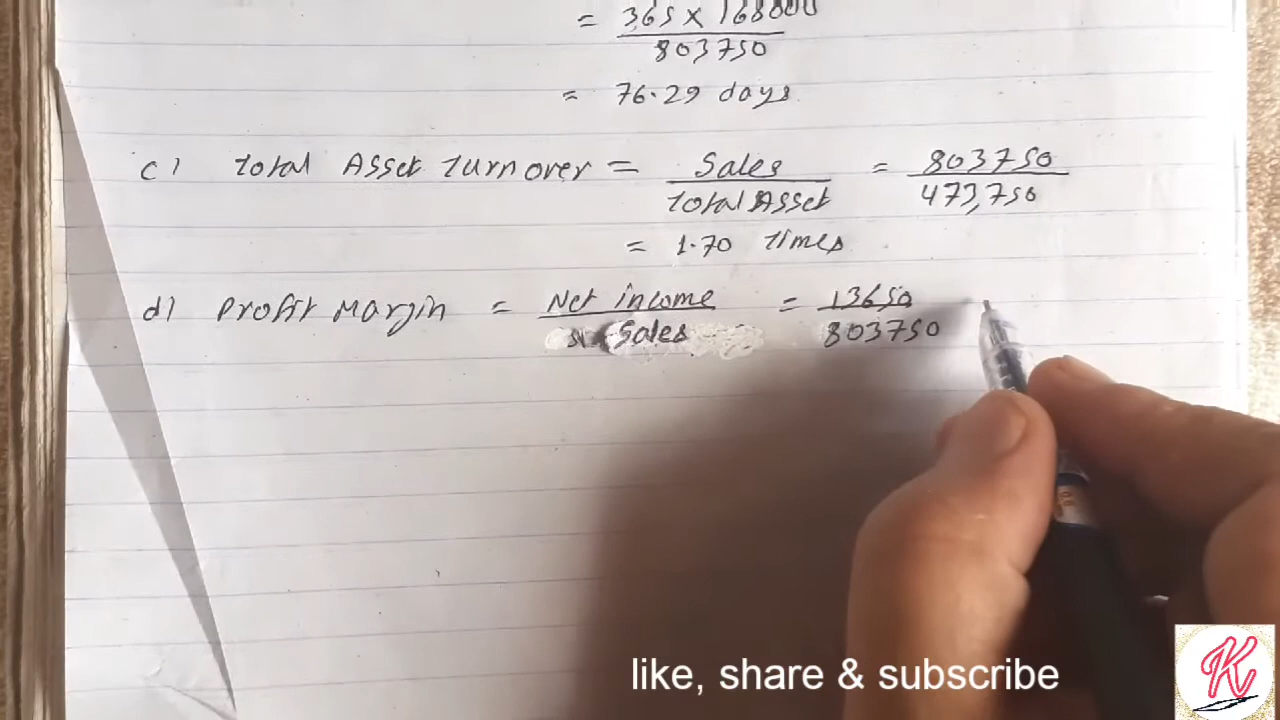 = 365 × 168000
803750
= 76.29 days
c) Total Asset Turnover = Sales = 803750
Total Asset 473,750
= 1.70 Times
d) Profit Margin = Net income = 13650
Sales 803750
like, share & subscribe
K